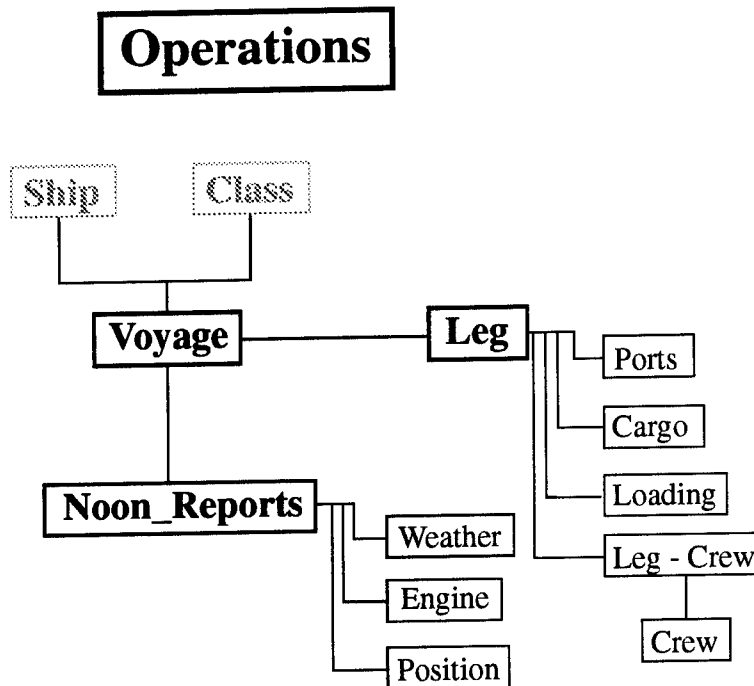 Operations
Ship
Class
Voyage
Leg
Ports
Cargo
Loading
Leg - Crew
Crew
Noon_Reports
Weather
Engine
Position